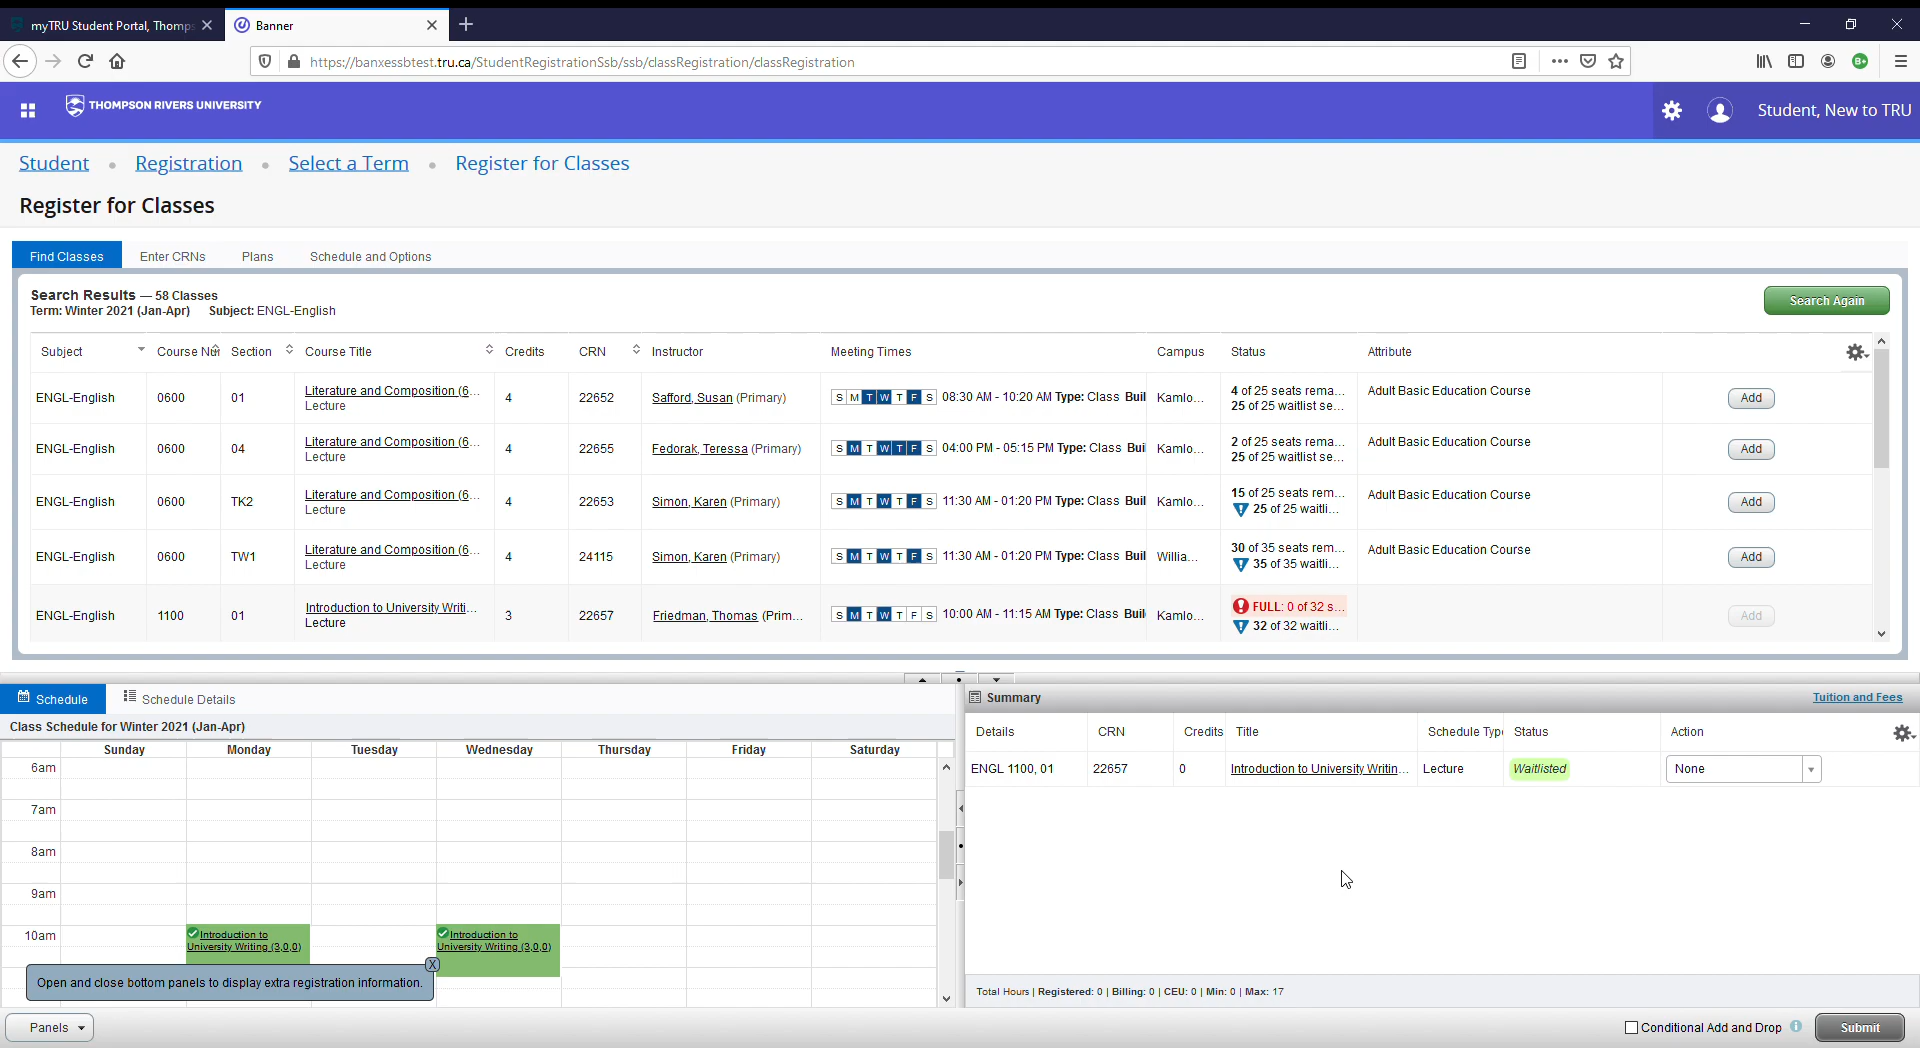 myTRU Student Portal, Thomps
Banner
https://banxessbtest.tru.ca/StudentRegistrationSsb/ssb/classRegistration/classRegistration
THOMPSON RIVERS UNIVERSITY
Student, New to TRU
Student • Registration • Select a Term • Register for Classes
Register for Classes
Find Classes Enter CRNs Plans Schedule and Options
Search Results — 58 Classes
Term: Winter 2021 (Jan-Apr) Subject: ENGL-English
Search Again
Subject Course Nur Section Course Title Credits CRN Instructor Meeting Times Campus Status Attribute
ENGL-English 0600 01 Literature and Composition (6... 4 22652 Safford, Susan (Primary) S M T W T F S 08:30 AM - 10:20 AM Type: Class Buil Kamlo... 4 of 25 seats rema... Adult Basic Education Course Add
Lecture 25 of 25 waitlist se...
ENGL-English 0600 04 Literature and Composition (6... 4 22655 Fedorak, Teressa (Primary) S M T W T F S 04:00 PM - 05:15 PM Type: Class Bui Kamlo... 2 of 25 seats rema... Adult Basic Education Course Add
Lecture 25 of 25 waitlist se...
ENGL-English 0600 TK2 Literature and Composition (6... 4 22653 Simon, Karen (Primary) S M T W T F S 11:30 AM - 01:20 PM Type: Class Buil Kamlo... 15 of 25 seats rem... Adult Basic Education Course Add
Lecture 25 of 25 waitli...
ENGL-English 0600 TW1 Literature and Composition (6... 4 24115 Simon, Karen (Primary) S M T W T F S 11:30 AM - 01:20 PM Type: Class Buil Willia... 30 of 35 seats rem... Adult Basic Education Course Add
Lecture 35 of 35 waitli...
ENGL-English 1100 01 Introduction to University Writi... 3 22657 Friedman, Thomas (Prim... S M T W T F S 10:00 AM - 11:15 AM Type: Class Buil Kamlo... FULL: 0 of 32 s... Add
Lecture 32 of 32 waitli...
Schedule Schedule Details
Class Schedule for Winter 2021 (Jan-Apr)
Sunday Monday Tuesday Wednesday Thursday Friday Saturday
6am
7am
8am
9am
10am
Introduction to
University Writing (3,0,0)
Introduction to
University Writing (3,0,0)
X
Open and close bottom panels to display extra registration information.
Summary Tuition and Fees
Details CRN Credits Title Schedule Type Status Action
ENGL 1100, 01 22657 0 Introduction to University Writin... Lecture Waitlisted None
Total Hours | Registered: 0 | Billing: 0 | CEU: 0 | Min: 0 | Max: 17
Panels
Conditional Add and Drop
Submit